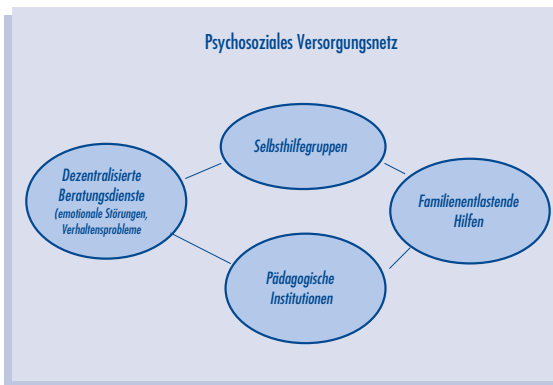 Psychosoziales Versorgungsnetz
Selbsthilfegruppen
Dezentralisierte
Beratungsdienste
(emotionale Störungen,
Verhaltensprobleme
Familienentlastende
Hilfen
Pädagogische
Institutionen